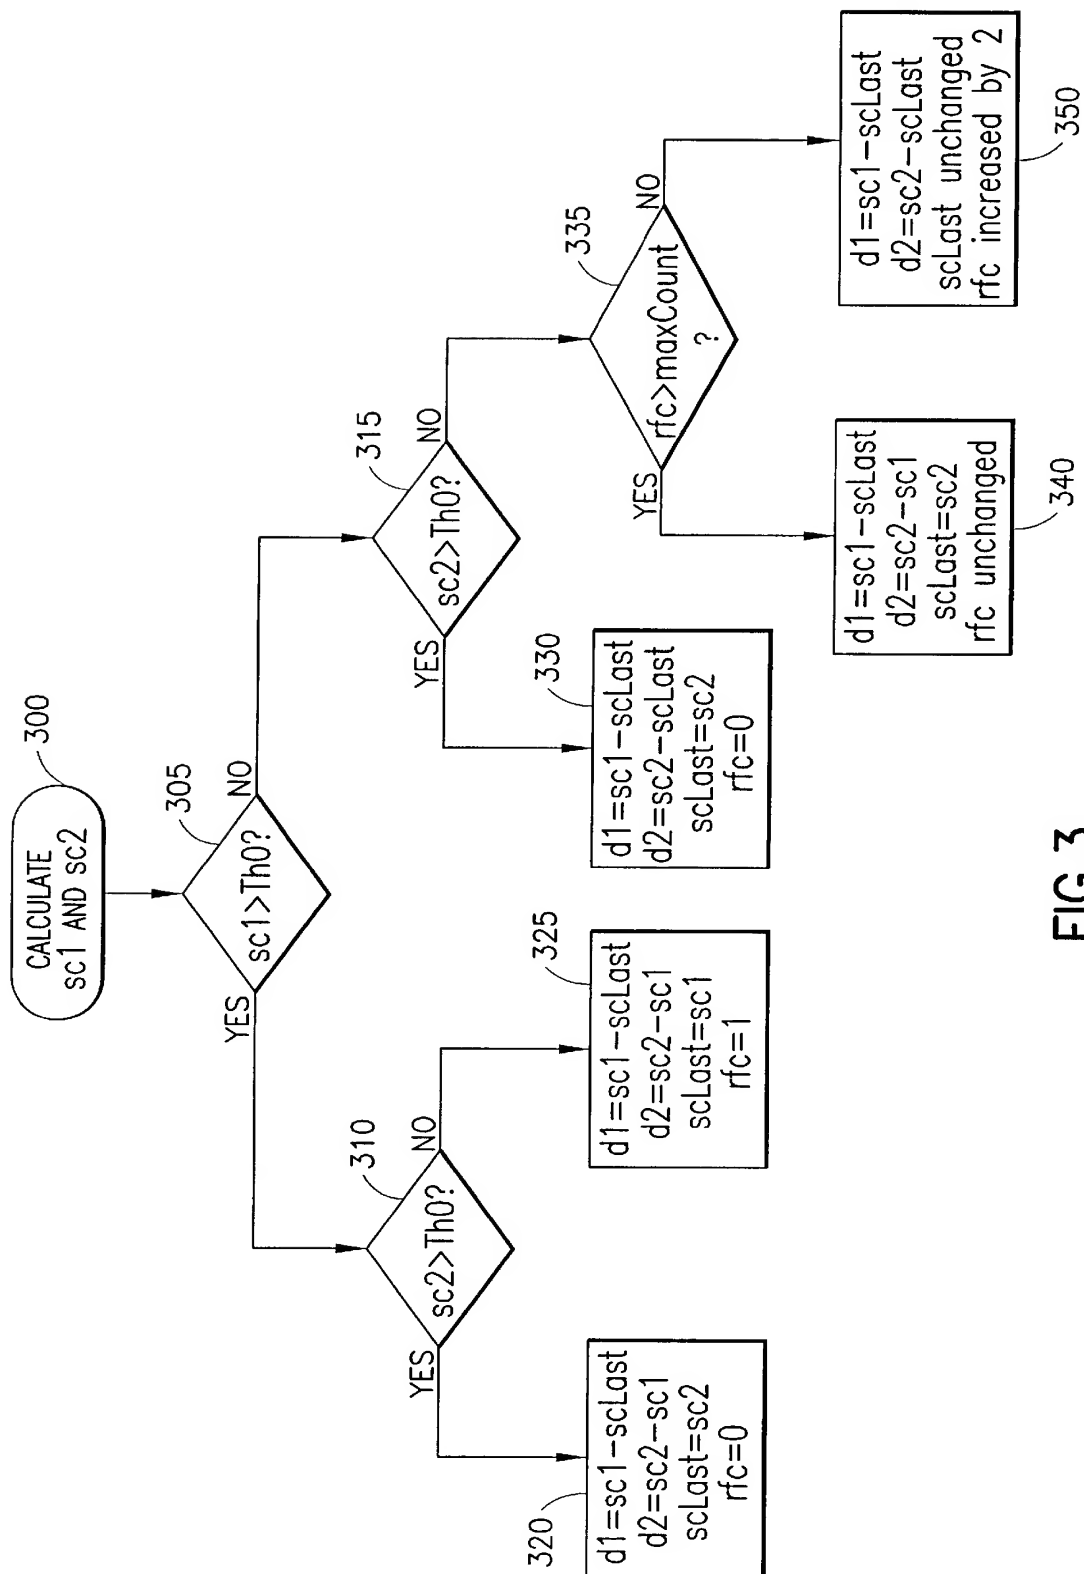 CALCULATE
sc1 AND sc2
300
sc1>Th0?
305
YES
NO
sc2>Th0?
310
YES
NO
sc2>Th0?
315
YES
NO
d1=sc1-scLast
d2=sc2-sc1
scLast=sc2
rfc=0
320
d1=sc1-scLast
d2=sc2-sc1
scLast=sc1
rfc=1
325
d1=sc1-scLast
d2=sc2-scLast
scLast=sc2
rfc=0
330
rfc>maxCount
?
335
YES
NO
d1=sc1-scLast
d2=sc2-sc1
scLast=sc2
rfc unchanged
340
d1=sc1-scLast
d2=sc2-scLast
scLast unchanged
rfc increased by 2
350
FIG. 3